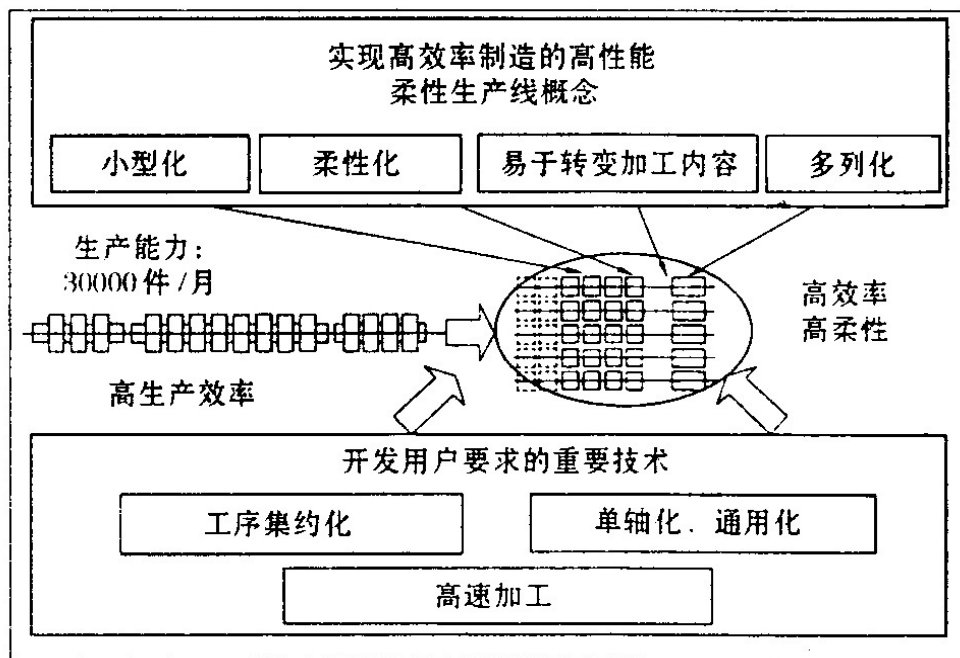 实现高效率制造的高性能
柔性生产线概念
小型化
柔性化
易于转变加工内容
多列化
生产能力：
30000件/月
高效率
高柔性
高生产效率
开发用户要求的重要技术
工序集约化
单轴化、通用化
高速加工